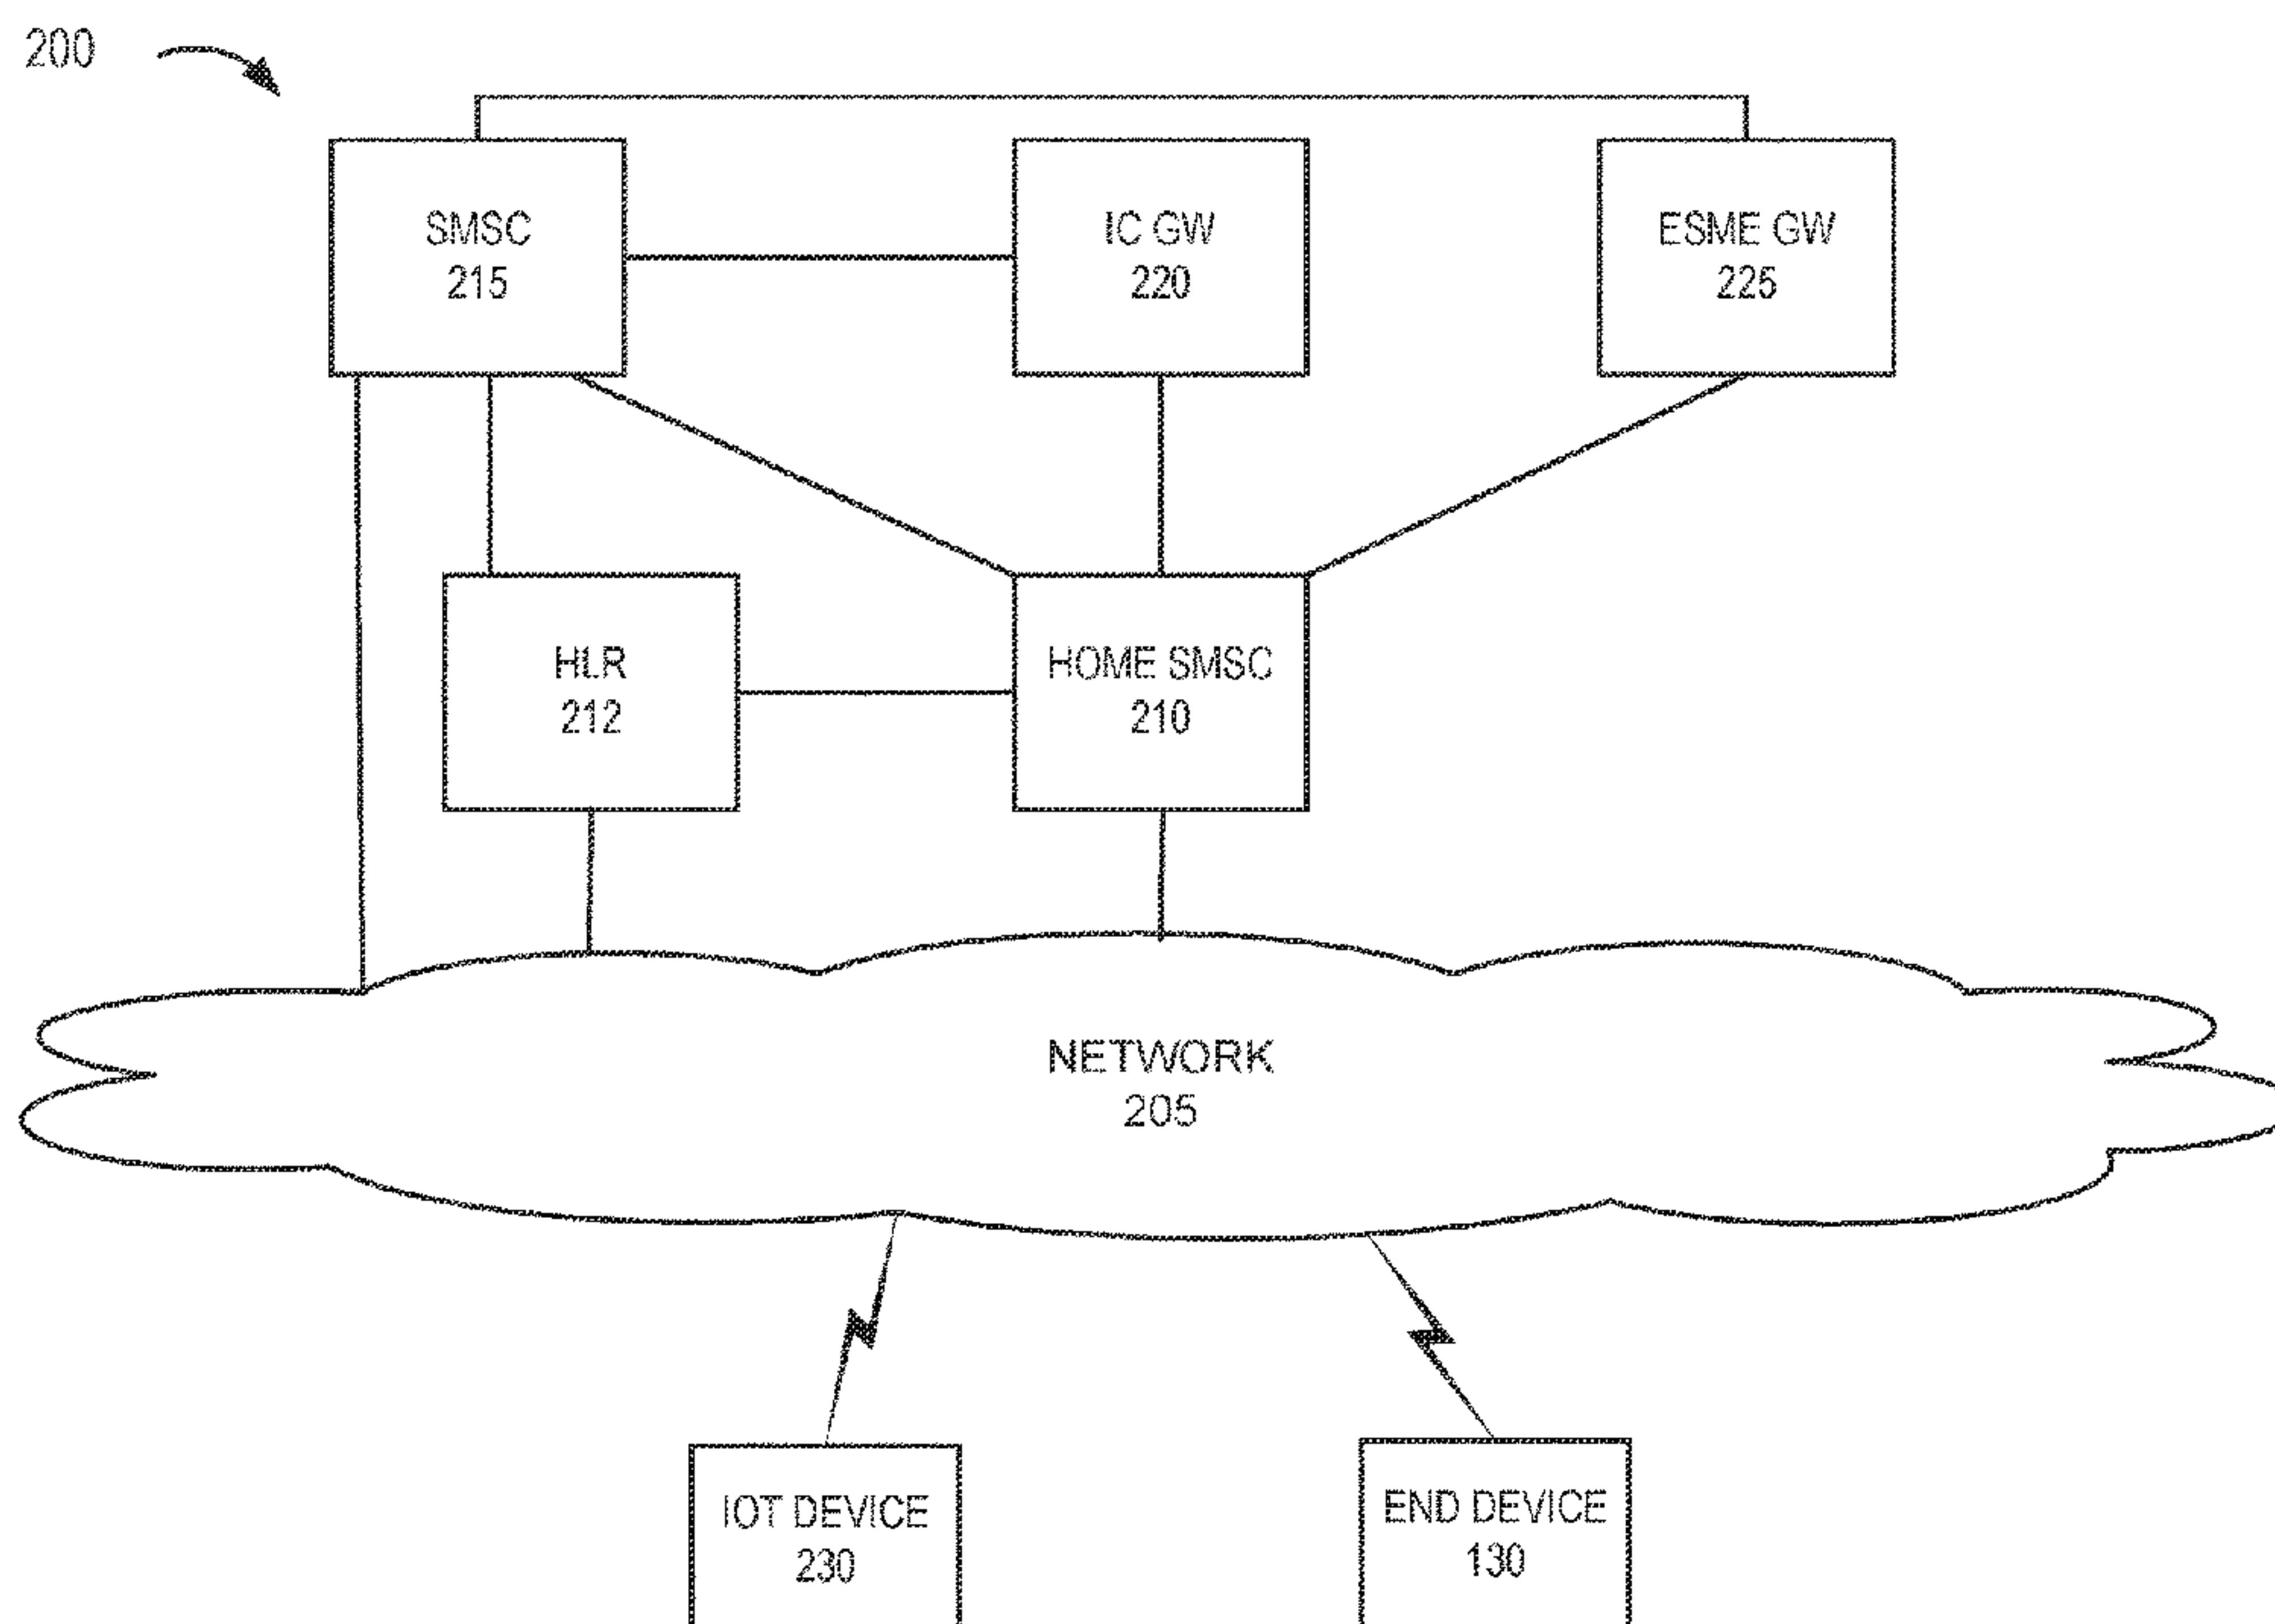 200
SMSC
215
IC GW
220
ESME GW
225
HLR
212
HOME SMSC
210
NETWORK
205
IOT DEVICE
230
END DEVICE
130